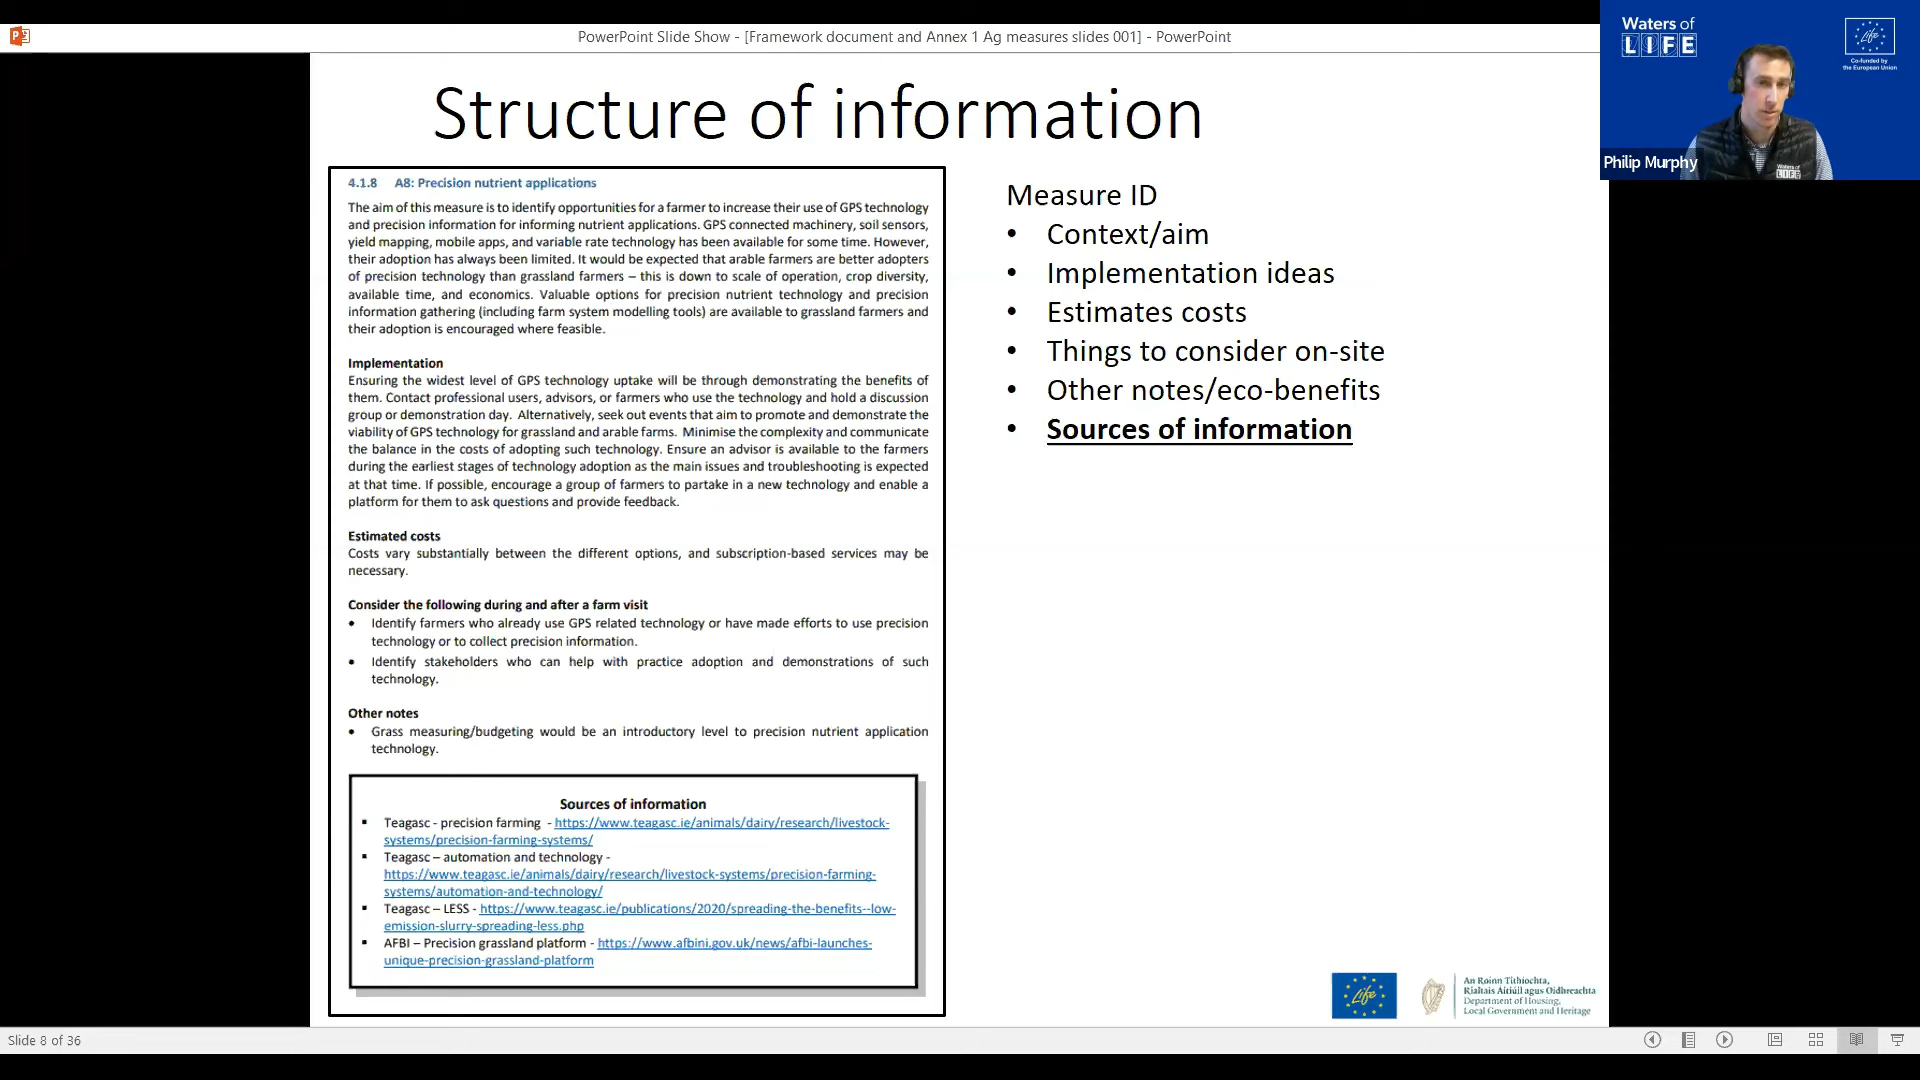 PowerPoint Slide Show - [Framework document and Annex 1 Ag measures slides 001] - PowerPoint
Waters of
LIFE
Life
Co-funded by
the European Union
Waters of
LIFE
Philip Murphy
Structure of information
4.1.8 A8: Precision nutrient applications
The aim of this measure is to identify opportunities for a farmer to increase their use of GPS technology
and precision information for informing nutrient applications. GPS connected machinery, soil sensors,
yield mapping, mobile apps, and variable rate technology has been available for some time. However,
their adoption has always been limited. It would be expected that arable farmers are better adopters
of precision technology than grassland farmers – this is down to scale of operation, crop diversity,
available time, and economics. Valuable options for precision nutrient technology and precision
information gathering (including farm system modelling tools) are available to grassland farmers and
their adoption is encouraged where feasible.
Implementation
Ensuring the widest level of GPS technology uptake will be through demonstrating the benefits of
them. Contact professional users, advisors, or farmers who use the technology and hold a discussion
group or demonstration day. Alternatively, seek out events that aim to promote and demonstrate the
viability of GPS technology for grassland and arable farms. Minimise the complexity and communicate
the balance in the costs of adopting such technology. Ensure an advisor is available to the farmers
during the earliest stages of technology adoption as the main issues and troubleshooting is expected
at that time. If possible, encourage a group of farmers to partake in a new technology and enable a
platform for them to ask questions and provide feedback.
Estimated costs
Costs vary substantially between the different options, and subscription-based services may be
necessary.
Consider the following during and after a farm visit
• Identify farmers who already use GPS related technology or have made efforts to use precision
technology or to collect precision information.
• Identify stakeholders who can help with practice adoption and demonstrations of such
technology.
Other notes
• Grass measuring/budgeting would be an introductory level to precision nutrient application
technology.
Sources of information
▪ Teagasc - precision farming - https://www.teagasc.ie/animals/dairy/research/livestock-
systems/precision-farming-systems/
▪ Teagasc – automation and technology -
https://www.teagasc.ie/animals/dairy/research/livestock-systems/precision-farming-
systems/automation-and-technology/
▪ Teagasc – LESS - https://www.teagasc.ie/publications/2020/spreading-the-benefits--low-
emission-slurry-spreading-less.php
▪ AFBI – Precision grassland platform - https://www.afbini.gov.uk/news/afbi-launches-
unique-precision-grassland-platform
Measure ID
• Context/aim
• Implementation ideas
• Estimates costs
• Things to consider on-site
• Other notes/eco-benefits
• Sources of information
Life
An Roinn Tithíochta,
Rialtais Áitiúil agus Oidhreachta
Department of Housing,
Local Government and Heritage
Slide 8 of 36